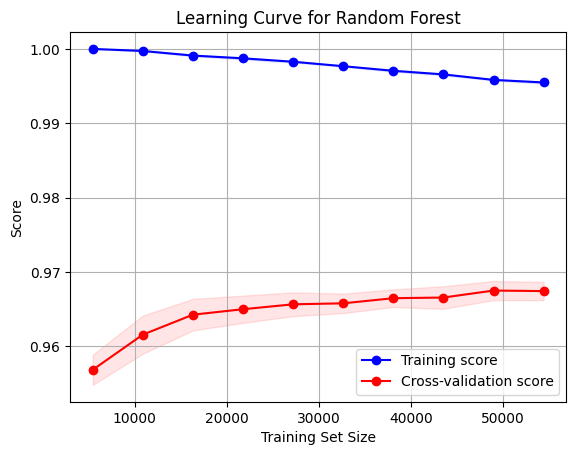 Learning Curve for Random Forest
1.00
0.99
0.98
0.97
0.96
Score
10000
20000
30000
40000
50000
Training Set Size
Training score
Cross-validation score